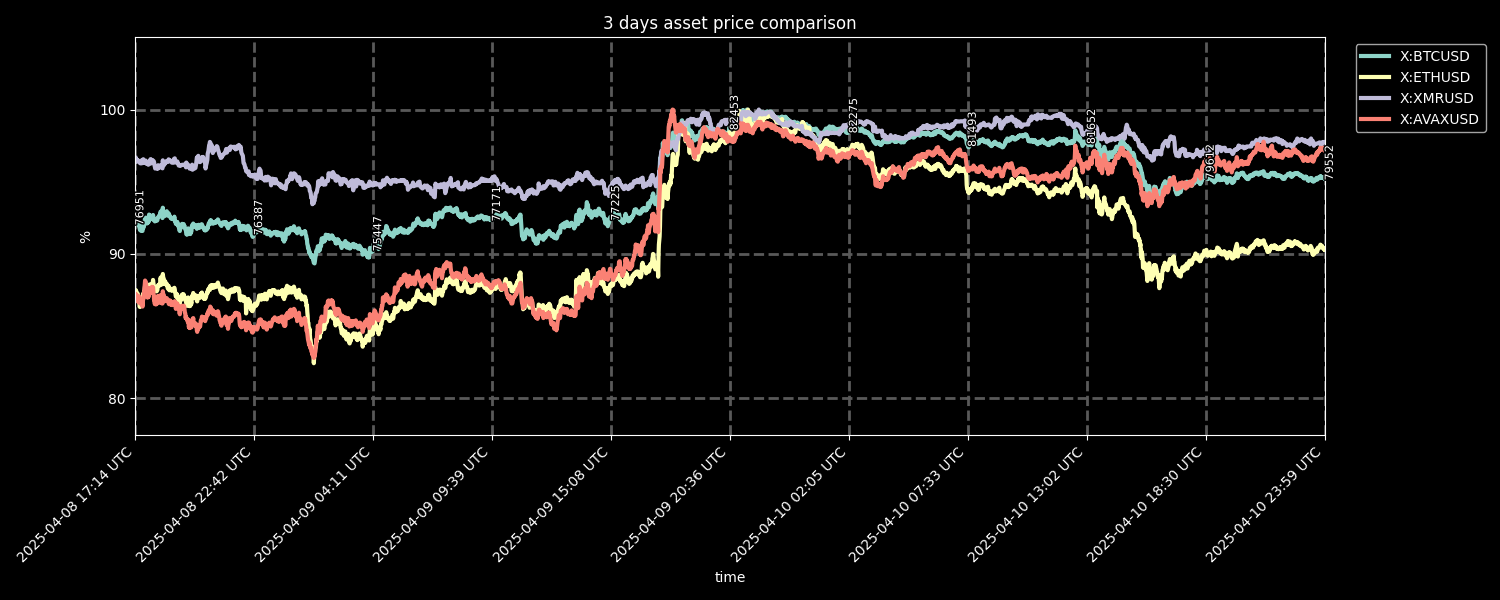 3 days asset price comparison
X:BTCUSD
X:ETHUSD
X:XMRUSD
X:AVAXUSD
%
100
90
80
76951
76387
75447
77171
77225
82453
82275
81493
81652
79612
79552
2025-04-08 17:14 UTC
2025-04-08 22:42 UTC
2025-04-09 04:11 UTC
2025-04-09 09:39 UTC
2025-04-09 15:08 UTC
2025-04-09 20:36 UTC
2025-04-10 02:05 UTC
2025-04-10 07:33 UTC
2025-04-10 13:02 UTC
2025-04-10 18:30 UTC
2025-04-10 23:59 UTC
time